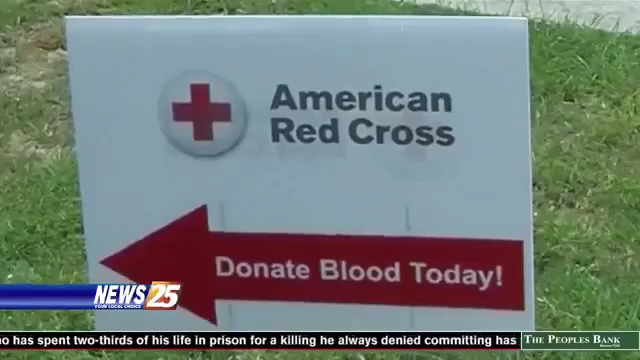 American
Red Cross
Donate Blood Today!
NEWS 25
YOUR LOCAL CHOICE
ho has spent two-thirds of his life in prison for a killing he always denied committing has
THE PEOPLES BANK